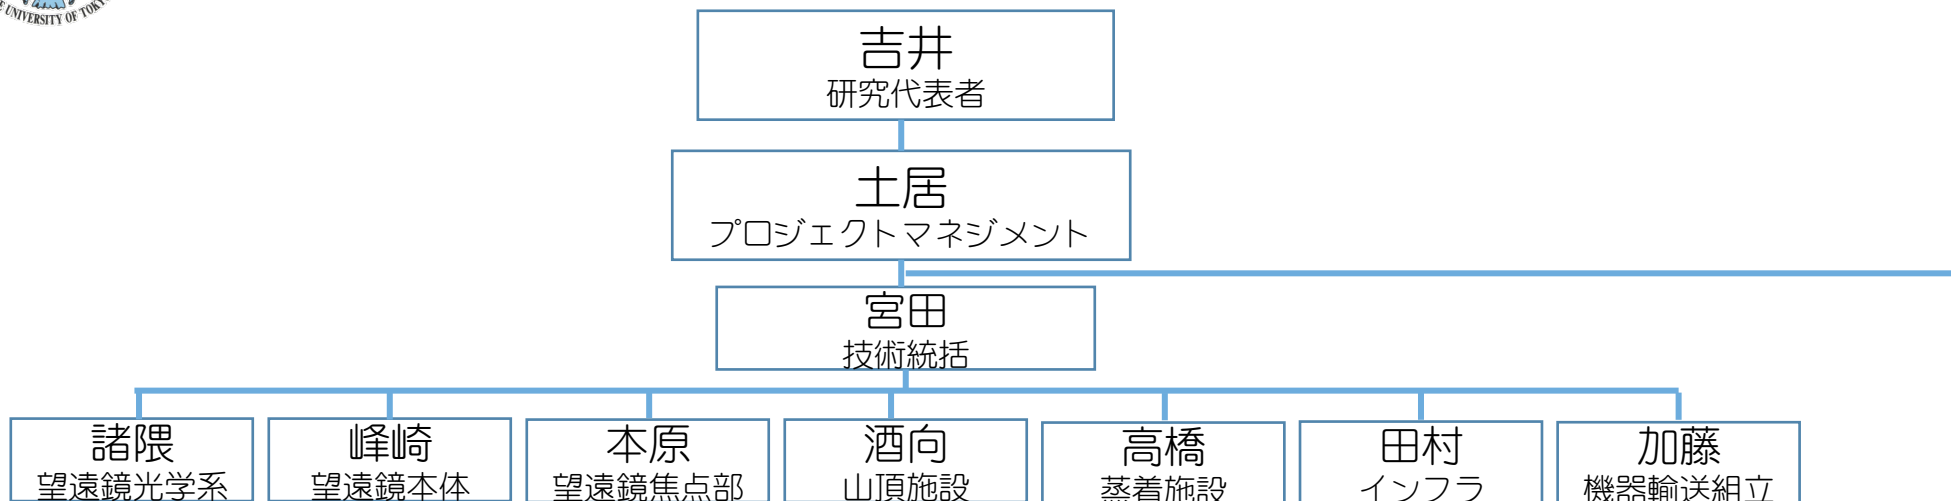 UNIVERSITY OF TOKYO
吉井
研究代表者
土居
プロジェクトマネジメント
宮田
技術統括
諸隈
望遠鏡光学系
峰崎
望遠鏡本体
本原
望遠鏡焦点部
酒向
山頂施設
高橋
蒸着施設
田村
インフラ
加藤
機器輸送組立